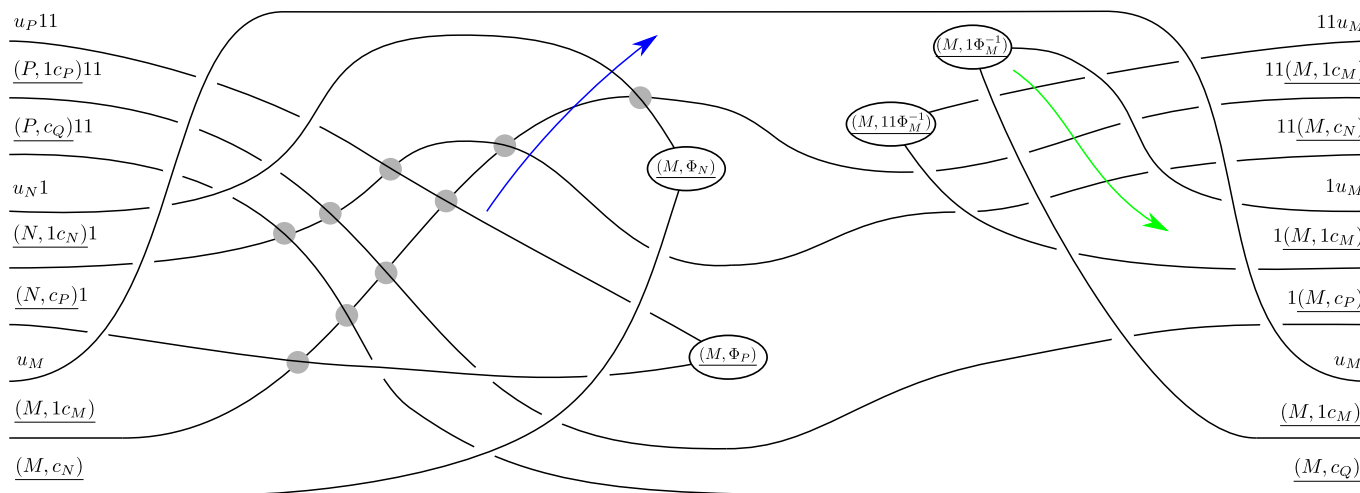 u_P11
(P, 1c_P)11
(P, c_Q)11
u_N1
(N, 1c_N)1
(N, c_P)1
u_M
(M, 1c_M)
(M, c_N)
(M, Φ_N)
(M, Φ_P)
(M, 11Φ_M^{-1})
(M, 1Φ_M^{-1})
11u_M
11(M, 1c_M)
11(M, c_N)
1u_M
1(M, 1c_M)
1(M, c_P)
u_M
(M, 1c_M)
(M, c_Q)